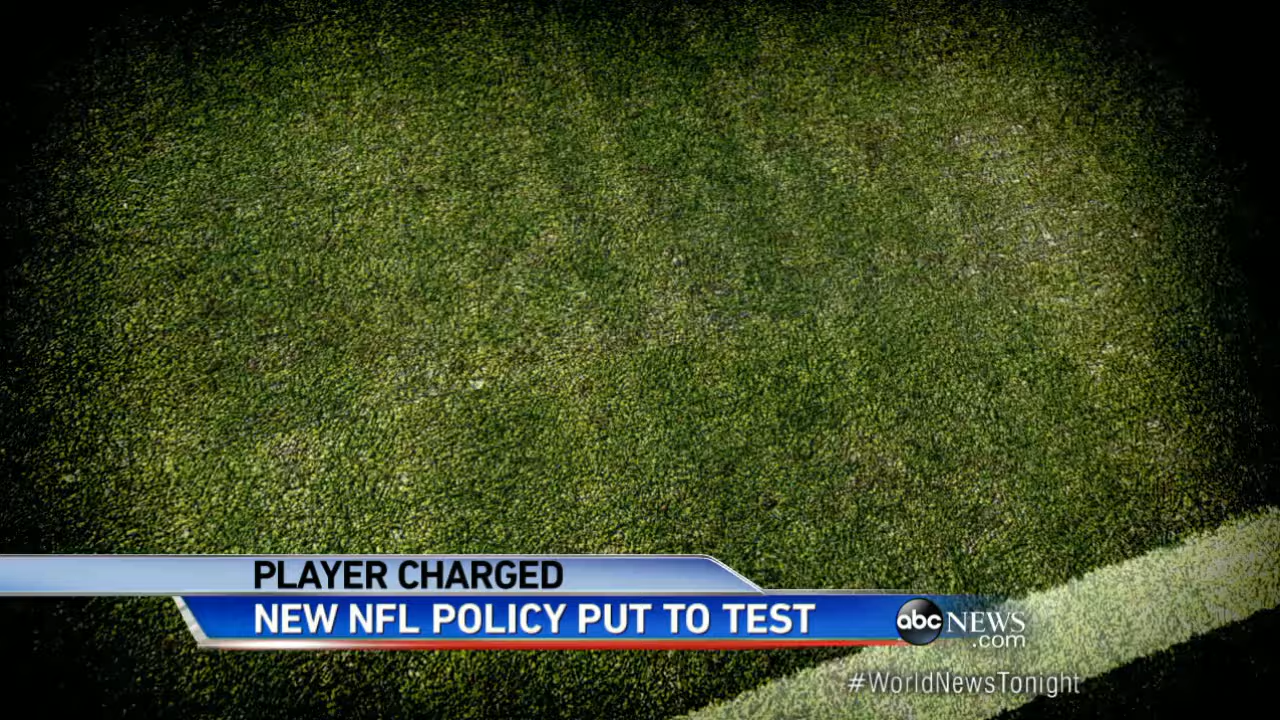 PLAYER CHARGED
NEW NFL POLICY PUT TO TEST
abc NEWS
.com
#WorldNewsTonight